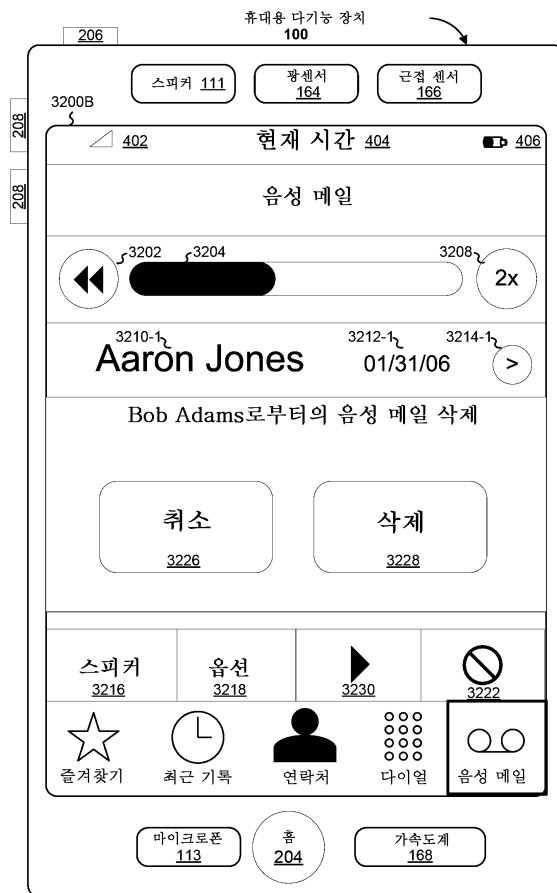 휴대용 다기능 장치
100
206
스피커 111
광센서
164
근접 센서
166
3200B
208
208
402
현재 시간 404
406
음성 메일
3202
3204
3208
2x
3210-1
3212-1
3214-1
Aaron Jones
01/31/06
>
Bob Adams로부터의 음성 메일 삭제
취소
3226
삭제
3228
스피커
3216
옵션
3218
3230
3222
즐겨찾기
최근 기록
연락처
다이얼
음성 메일
마이크로폰
113
홈
204
가속도계
168